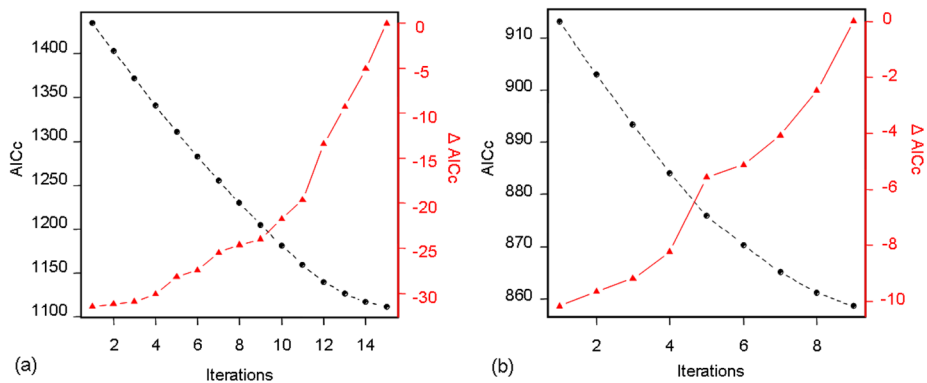 1400
1350
1300
1250
1200
1150
1100
AICc
0
-5
-10
-15
-20
-25
-30
Δ AICc
2 4 6 8 10 12 14
(a)
Iterations
910
900
890
880
870
860
AICc
0
-2
-4
-6
-8
-10
Δ AICc
2 4 6 8
(b)
Iterations